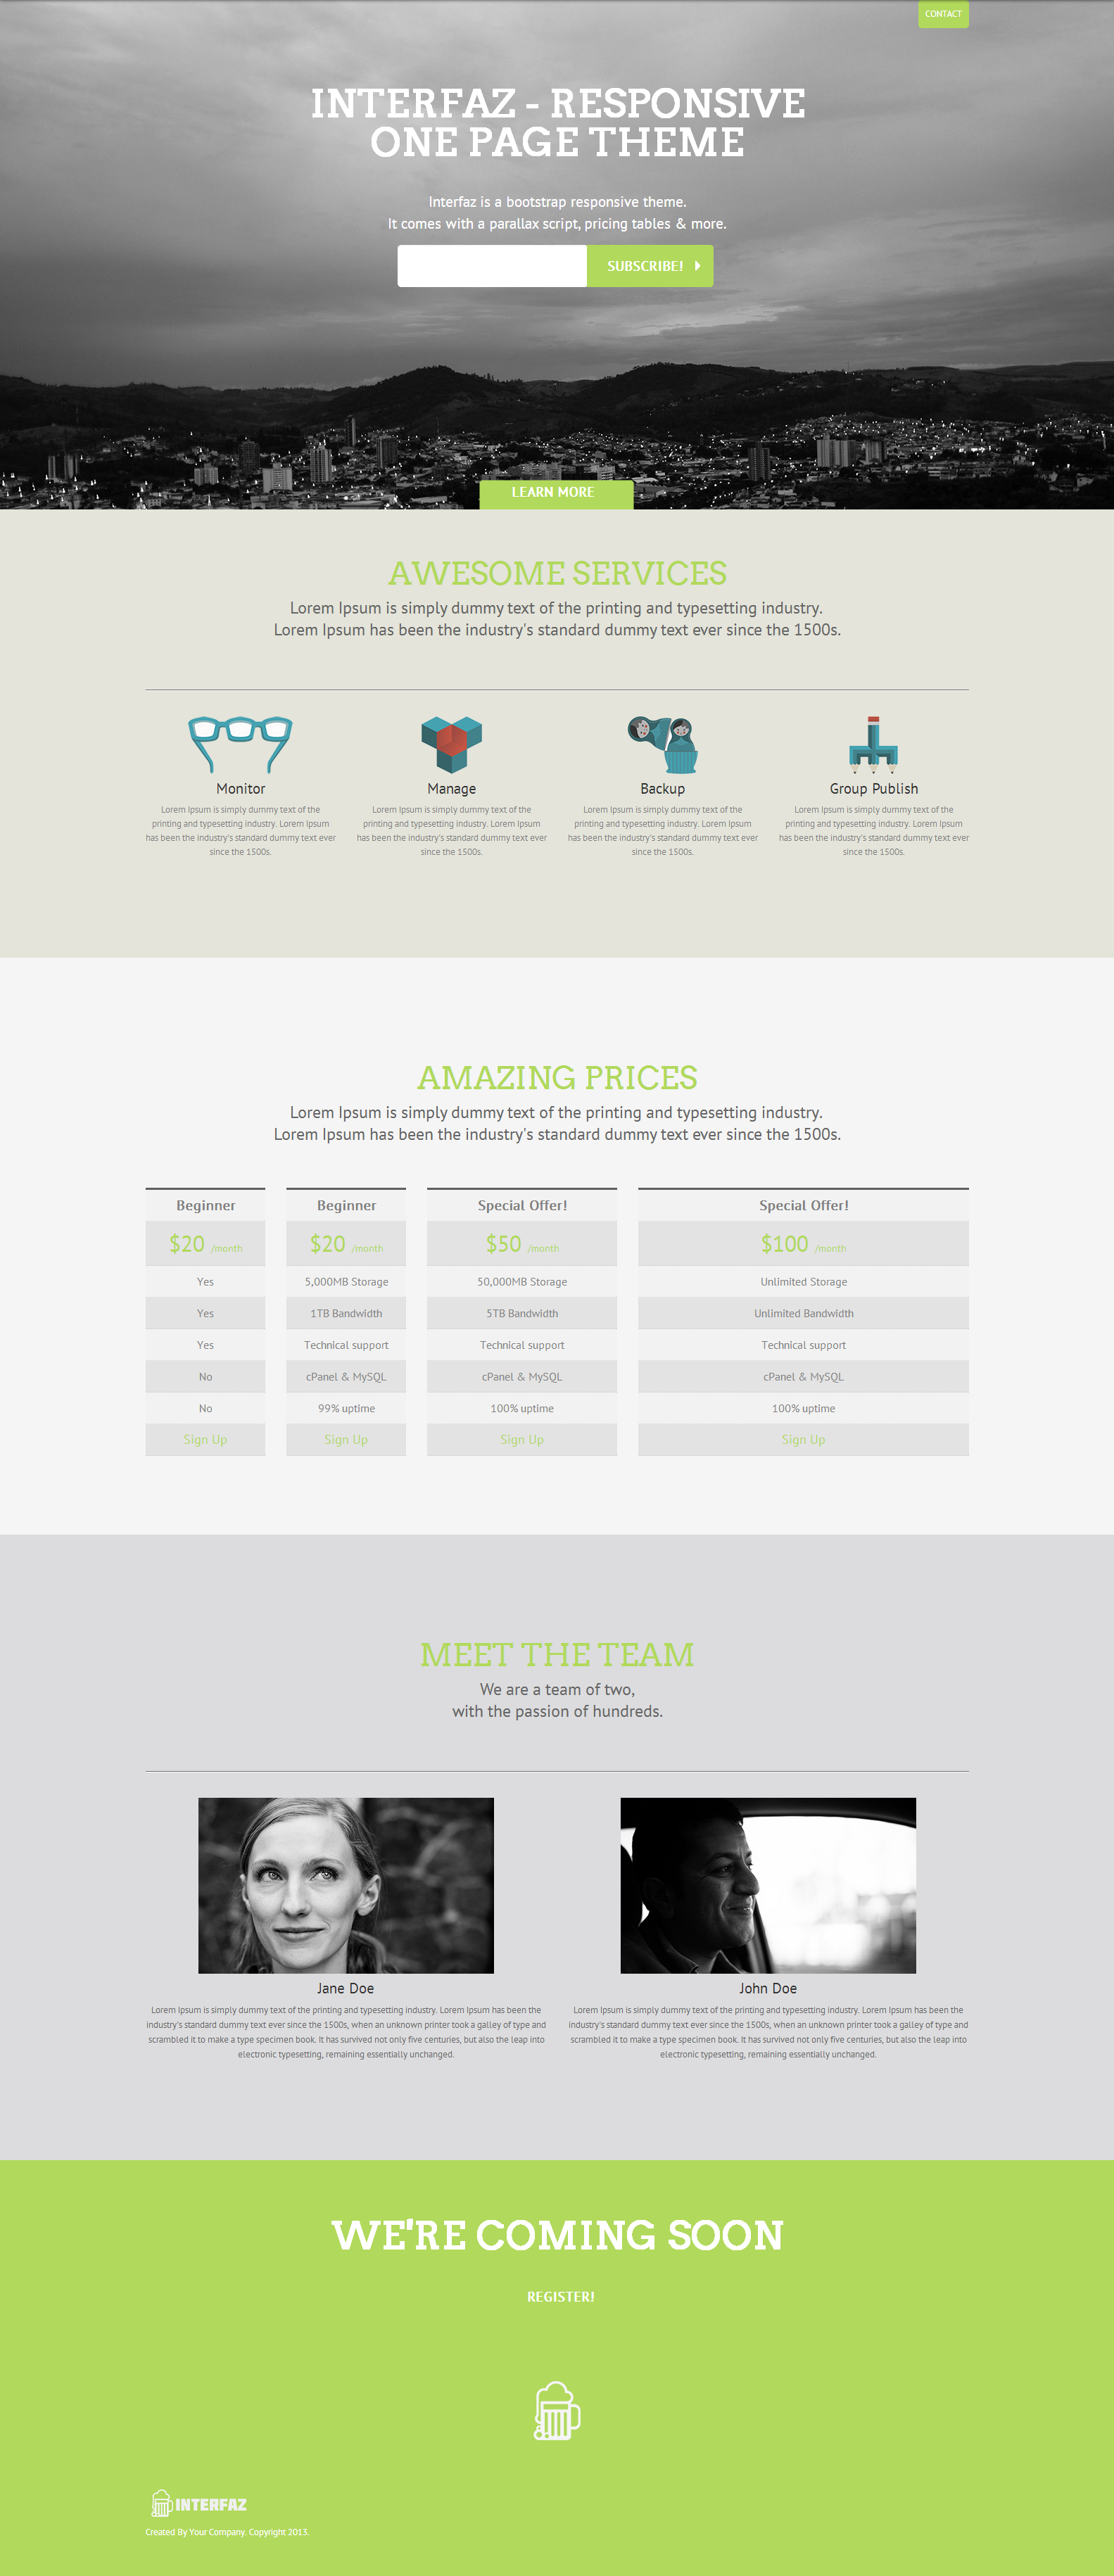 CONTACT
INTERFAZ - RESPONSIVE
ONE PAGE THEME
Interfaz is a bootstrap responsive theme.
It comes with a parallax script, pricing tables & more.
SUBSCRIBE!
LEARN MORE
AWESOME SERVICES
Lorem Ipsum is simply dummy text of the printing and typesetting industry.
Lorem Ipsum has been the industry's standard dummy text ever since the 1500s.
Monitor
Lorem Ipsum is simply dummy text of the
printing and typesetting industry. Lorem Ipsum
has been the industry's standard dummy text ever
since the 1500s.
Manage
Lorem Ipsum is simply dummy text of the
printing and typesetting industry. Lorem Ipsum
has been the industry's standard dummy text ever
since the 1500s.
Backup
Lorem Ipsum is simply dummy text of the
printing and typesetting industry. Lorem Ipsum
has been the industry's standard dummy text ever
since the 1500s.
Group Publish
Lorem Ipsum is simply dummy text of the
printing and typesetting industry. Lorem Ipsum
has been the industry's standard dummy text ever
since the 1500s.
AMAZING PRICES
Lorem Ipsum is simply dummy text of the printing and typesetting industry.
Lorem Ipsum has been the industry's standard dummy text ever since the 1500s.
Beginner
$20 /month
Yes
Yes
Yes
No
No
Sign Up
Beginner
$20 /month
5,000MB Storage
1TB Bandwidth
Technical support
cPanel & MySQL
99% uptime
Sign Up
Special Offer!
$50 /month
50,000MB Storage
5TB Bandwidth
Technical support
cPanel & MySQL
100% uptime
Sign Up
Special Offer!
$100 /month
Unlimited Storage
Unlimited Bandwidth
Technical support
cPanel & MySQL
100% uptime
Sign Up
MEET THE TEAM
We are a team of two,
with the passion of hundreds.
Jane Doe
Lorem Ipsum is simply dummy text of the printing and typesetting industry. Lorem Ipsum has been the
industry's standard dummy text ever since the 1500s, when an unknown printer took a galley of type and
scrambled it to make a type specimen book. It has survived not only five centuries, but also the leap into
electronic typesetting, remaining essentially unchanged.
John Doe
Lorem Ipsum is simply dummy text of the printing and typesetting industry. Lorem Ipsum has been the
industry's standard dummy text ever since the 1500s, when an unknown printer took a galley of type and
scrambled it to make a type specimen book. It has survived not only five centuries, but also the leap into
electronic typesetting, remaining essentially unchanged.
WE'RE COMING SOON
REGISTER!
INTERFAZ
Created By Your Company. Copyright 2013.